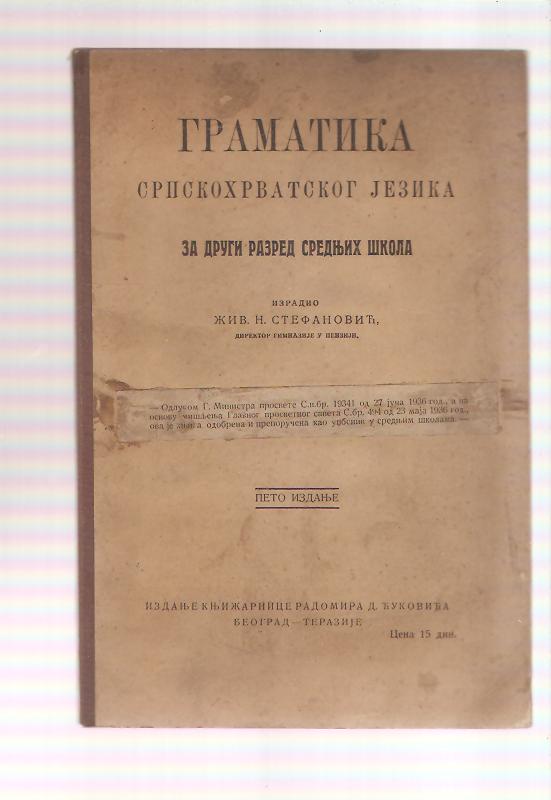 ГРАМАТИКА
СРПСКОХРВАТСКОГ ЈЕЗИКА
ЗА ДРУГИ РАЗРЕД СРЕДЊИХ ШКОЛА
ИЗРАДИО
ЖИВ. Н. СТЕФАНОВИЋ,
ДИРЕКТОР ГИМНАЗИЈЕ У ПЕНЗИЈИ.
— Одлуком Г. Министра просвете С.н.бр. 19341 од 27 јуна 1936 год., а на
основу мишљења Главног просветног савета С.бр. 494 од 23 маја 1936 год.,
ова је књига одобрена и препоручена као уџбеник у средњим школама. —
ПЕТО ИЗДАЊЕ
ИЗДАЊЕ КЊИЖАРНИЦЕ РАДОМИРА Д. ЋУКОВИЋА
БЕОГРАД — ТЕРАЗИЈЕ
Цена 15 дин.